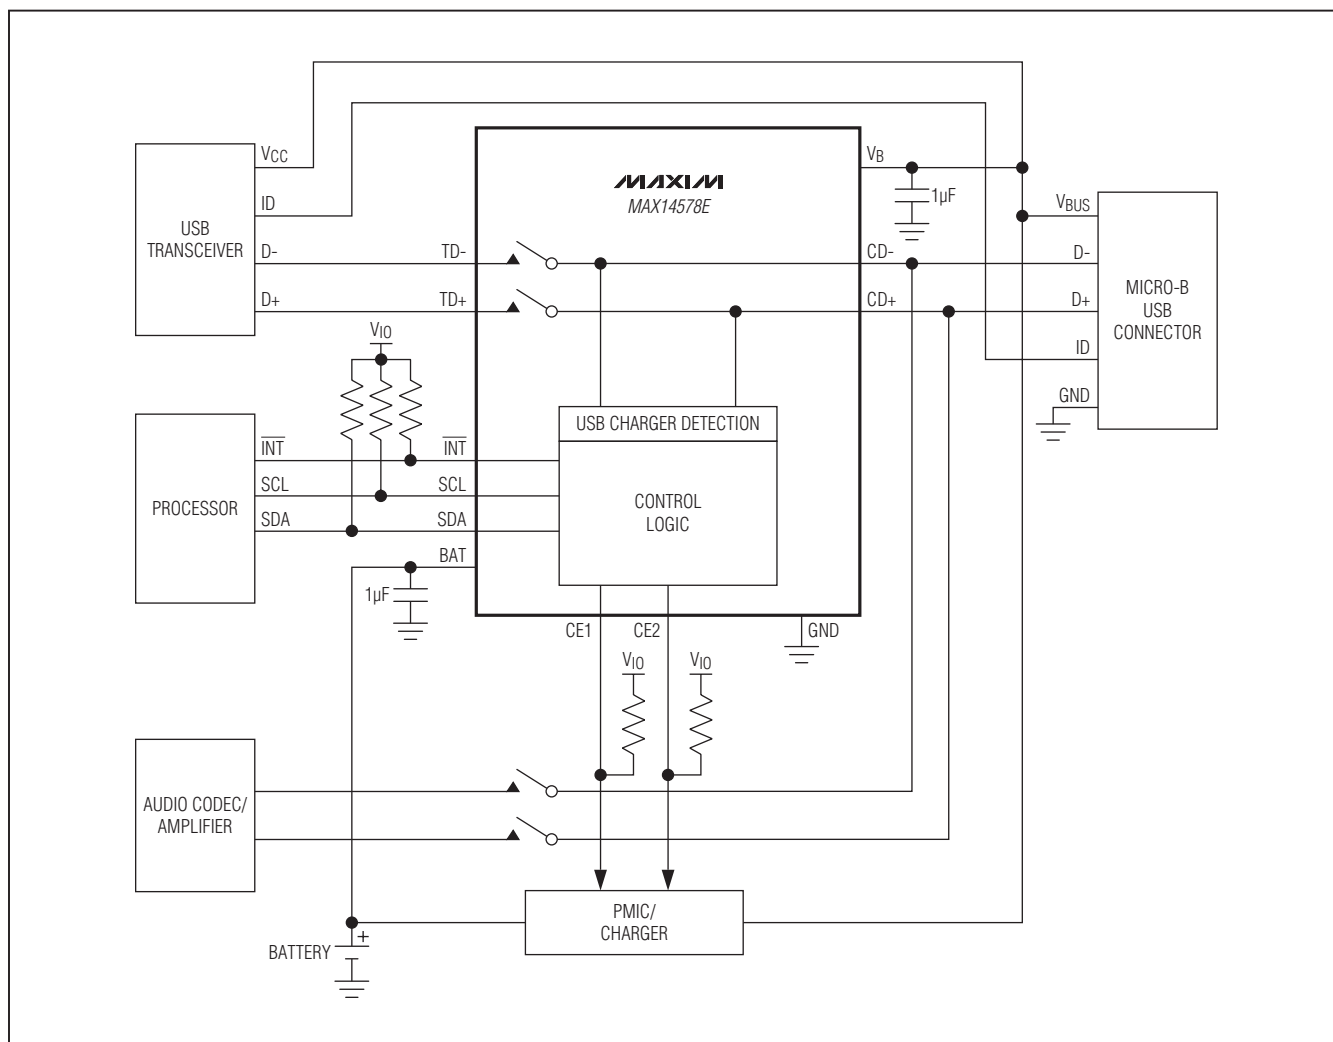 VCC
ID
D-
D+
USB
TRANSCEIVER
TD-
TD+
MAXIM
MAX14578E
VB
1µF
CD-
CD+
VBUS
D-
D+
ID
GND
MICRO-B
USB
CONNECTOR
VIO
PROCESSOR
INT
SCL
SDA
INT
SCL
SDA
BAT
1µF
USB CHARGER DETECTION
CONTROL
LOGIC
CE1
CE2
GND
VIO
VIO
AUDIO CODEC/
AMPLIFIER
PMIC/
CHARGER
BATTERY
+